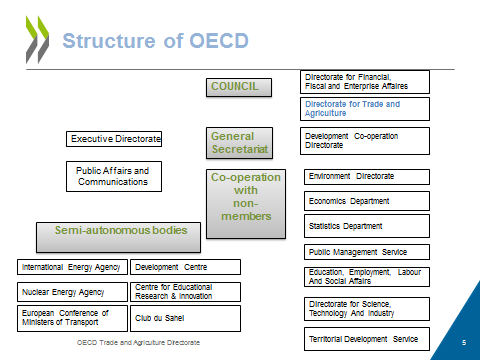 Structure of OECD
COUNCIL
Directorate for Financial,
Fiscal and Enterprise Affaires
Directorate for Trade and
Agriculture
Executive Directorate
General
Secretariat
Development Co-operation
Directorate
Public Affairs and
Communications
Co-operation
with
non-
members
Environment Directorate
Economics Department
Statistics Department
Semi-autonomous bodies
Public Management Service
International Energy Agency
Development Centre
Education, Employment, Labour
And Social Affairs
Nuclear Energy Agency
Centre for Educational
Research & Innovation
European Conference of
Ministers of Transport
Club du Sahel
Directorate for Science,
Technology And Industry
Territorial Development Service
OECD Trade and Agriculture Directorate
5